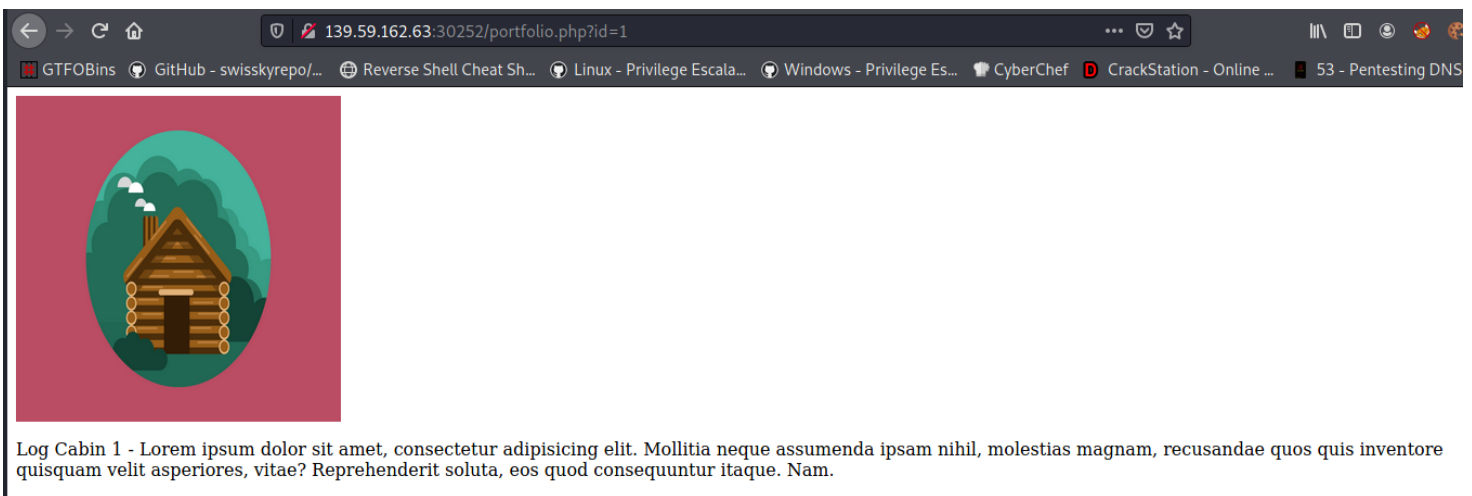 139.59.162.63:30252/portfolio.php?id=1
GTFOBins GitHub - swisskyrepo/... Reverse Shell Cheat Sh... Linux - Privilege Escala... Windows - Privilege Es... CyberChef CrackStation - Online ... 53 - Pentesting DNS
Log Cabin 1 - Lorem ipsum dolor sit amet, consectetur adipisicing elit. Mollitia neque assumenda ipsam nihil, molestias magnam, recusandae quos quis inventore
quisquam velit asperiores, vitae? Reprehenderit soluta, eos quod consequuntur itaque. Nam.